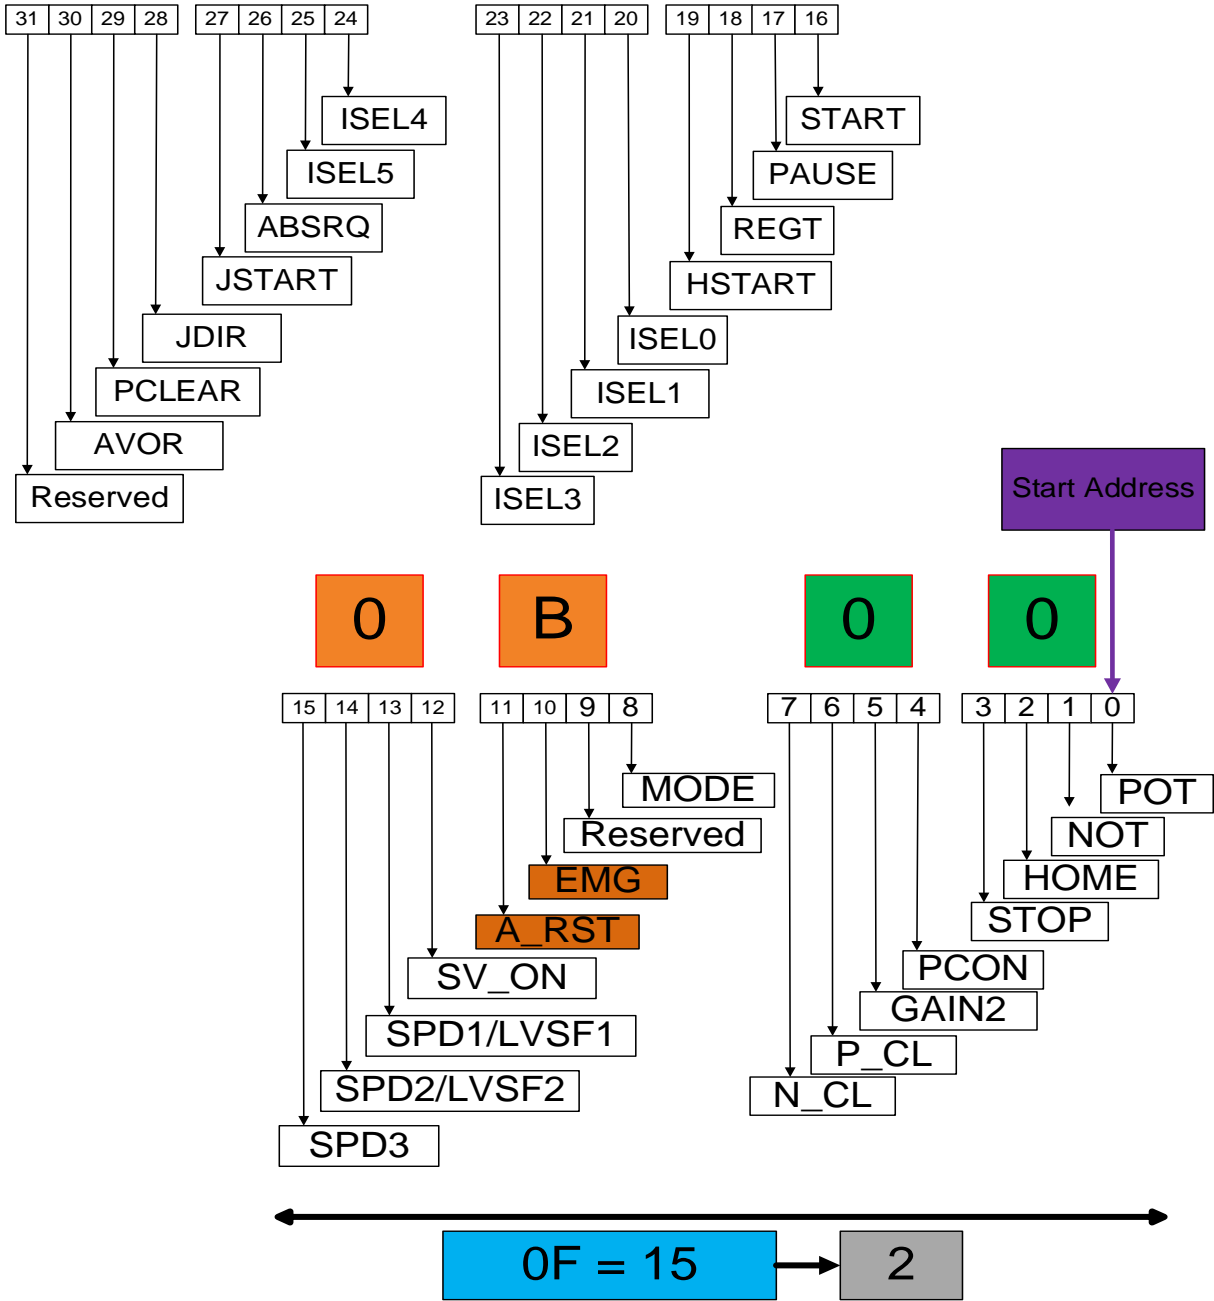 31 30 29 28 27 26 25 24 23 22 21 20 19 18 17 16
ISEL4
START
ISEL5
PAUSE
ABSRQ
REGT
JSTART
HSTART
JDIR
ISEL0
PCLEAR
ISEL1
AVOR
ISEL2
Reserved
ISEL3
Start Address
0 B 0 0
15 14 13 12 11 10 9 8 7 6 5 4 3 2 1 0
MODE
POT
Reserved
NOT
EMG
HOME
A_RST
STOP
SV_ON
PCON
GAIN2
SPD1/LVSF1
P_CL
SPD2/LVSF2
N_CL
SPD3
0F = 15
2